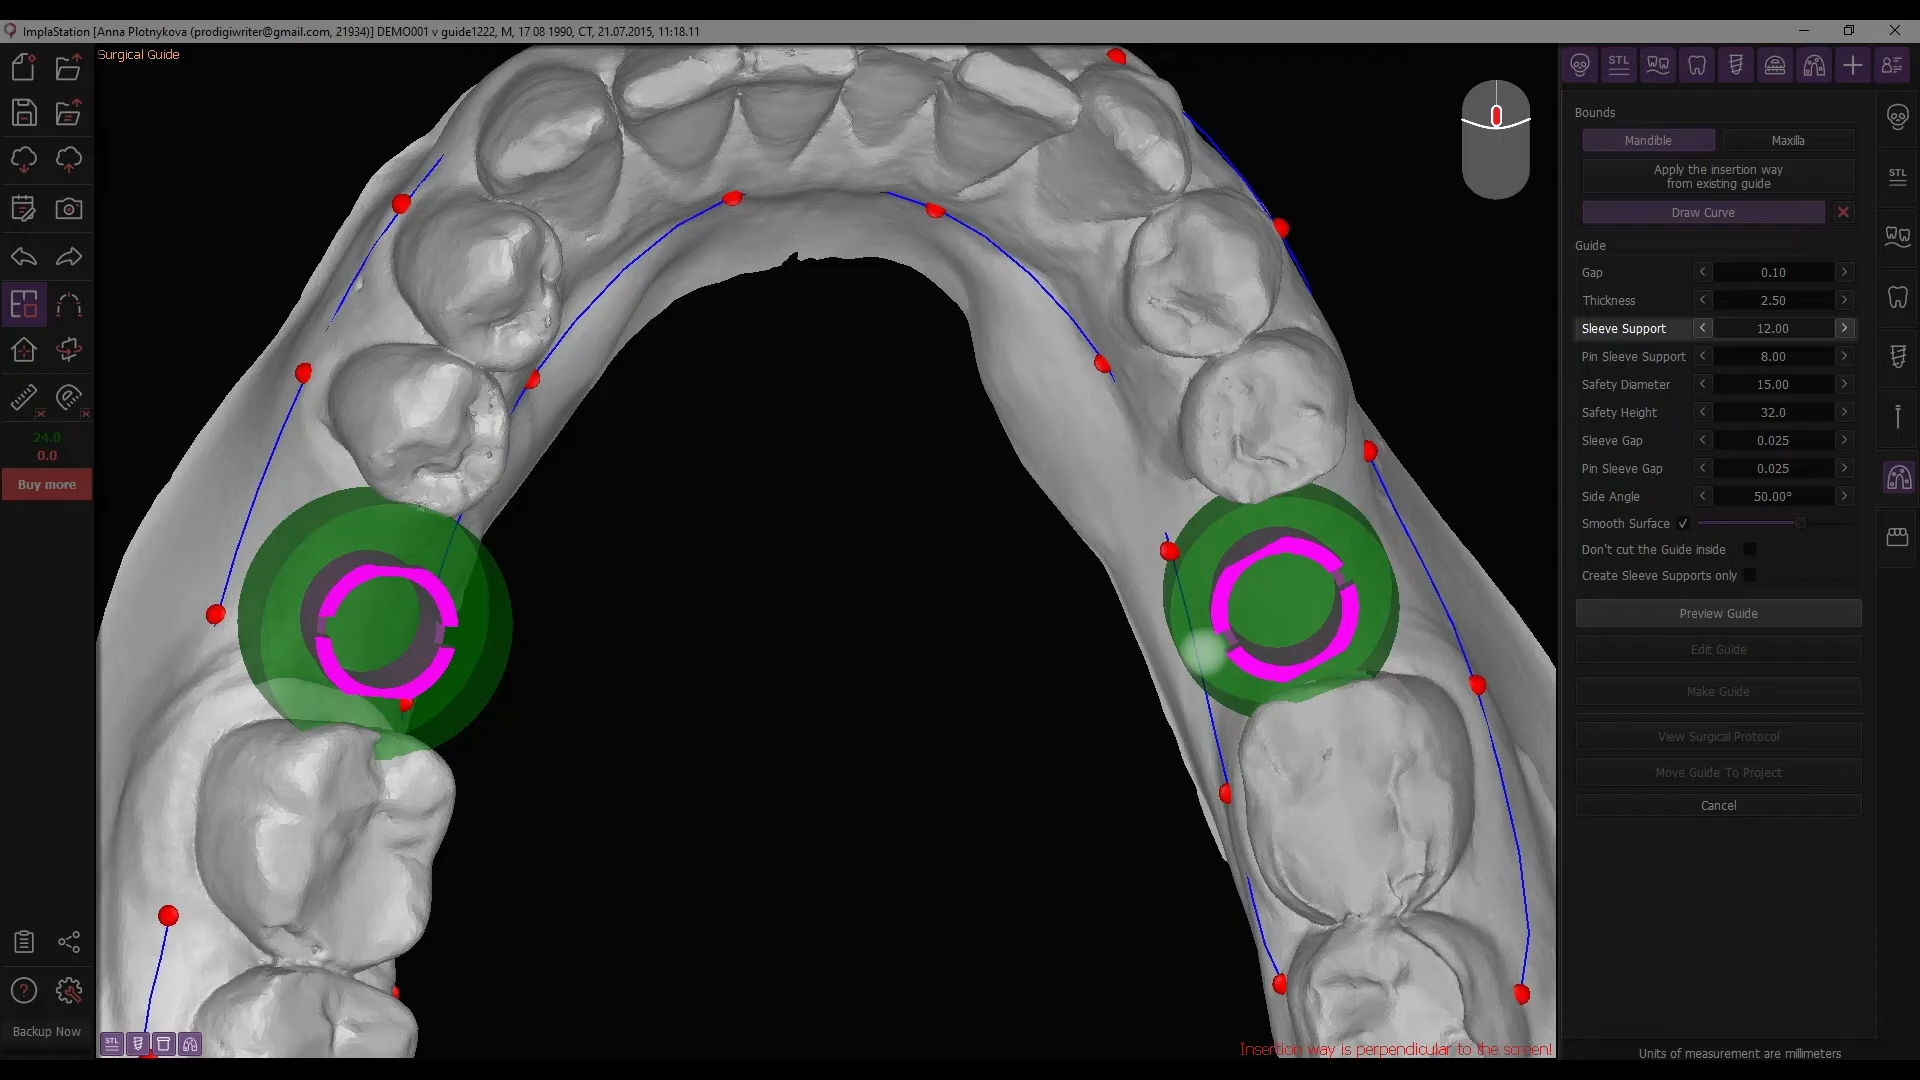 ImplaStation [Anna Plotnykova (prodigiwriter@gmail.com, 21934)] DEMO001 v guide1222, M, 17 08 1990, CT, 21.07.2015, 11:18.11
Surgical Guide
STL
Bounds
Mandible Maxilla
Apply the insertion way
from existing guide
Draw Curve
Guide
Gap 0.10
Thickness 2.50
Sleeve Support 12.00
Pin Sleeve Support 8.00
Safety Diameter 15.00
Safety Height 32.0
Sleeve Gap 0.025
Pin Sleeve Gap 0.025
Side Angle 50.00°
Smooth Surface
Don't cut the Guide inside
Create Sleeve Supports only
Preview Guide
Edit Guide
Make Guide
View Surgical Protocol
Move Guide To Project
Cancel
STL
24.0
0.0
Buy more
Backup Now
STL
Insertion way is perpendicular to the screen!
Units of measurement are millimeters